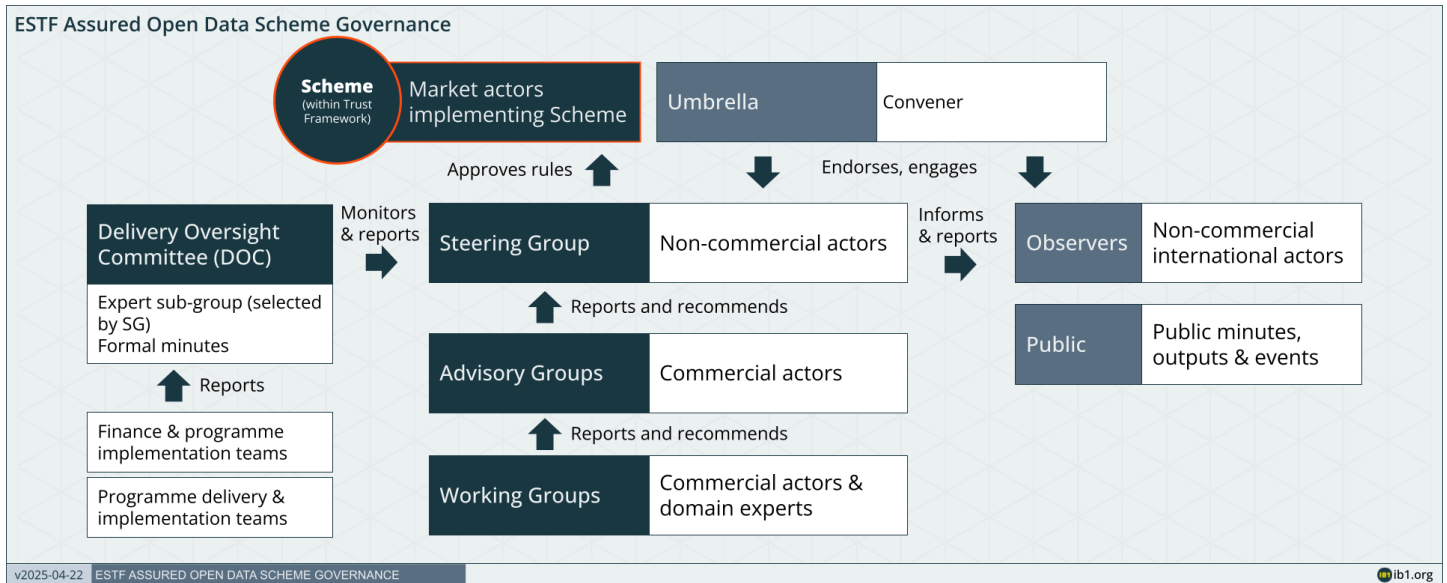 ESTF Assured Open Data Scheme Governance
Scheme
(within Trust
Framework)
Market actors
implementing Scheme
Umbrella
Convener
Approves rules
Endorses, engages
Delivery Oversight
Committee (DOC)
Expert sub-group (selected
by SG)
Formal minutes
Monitors
& reports
Steering Group
Non-commercial actors
Informs
& reports
Observers
Non-commercial
international actors
Reports and recommends
Public
Public minutes,
outputs & events
Advisory Groups
Commercial actors
Reports
Finance & programme
implementation teams
Reports and recommends
Programme delivery &
implementation teams
Working Groups
Commercial actors &
domain experts
v2025-04-22
ESTF ASSURED OPEN DATA SCHEME GOVERNANCE
IB1 ib1.org